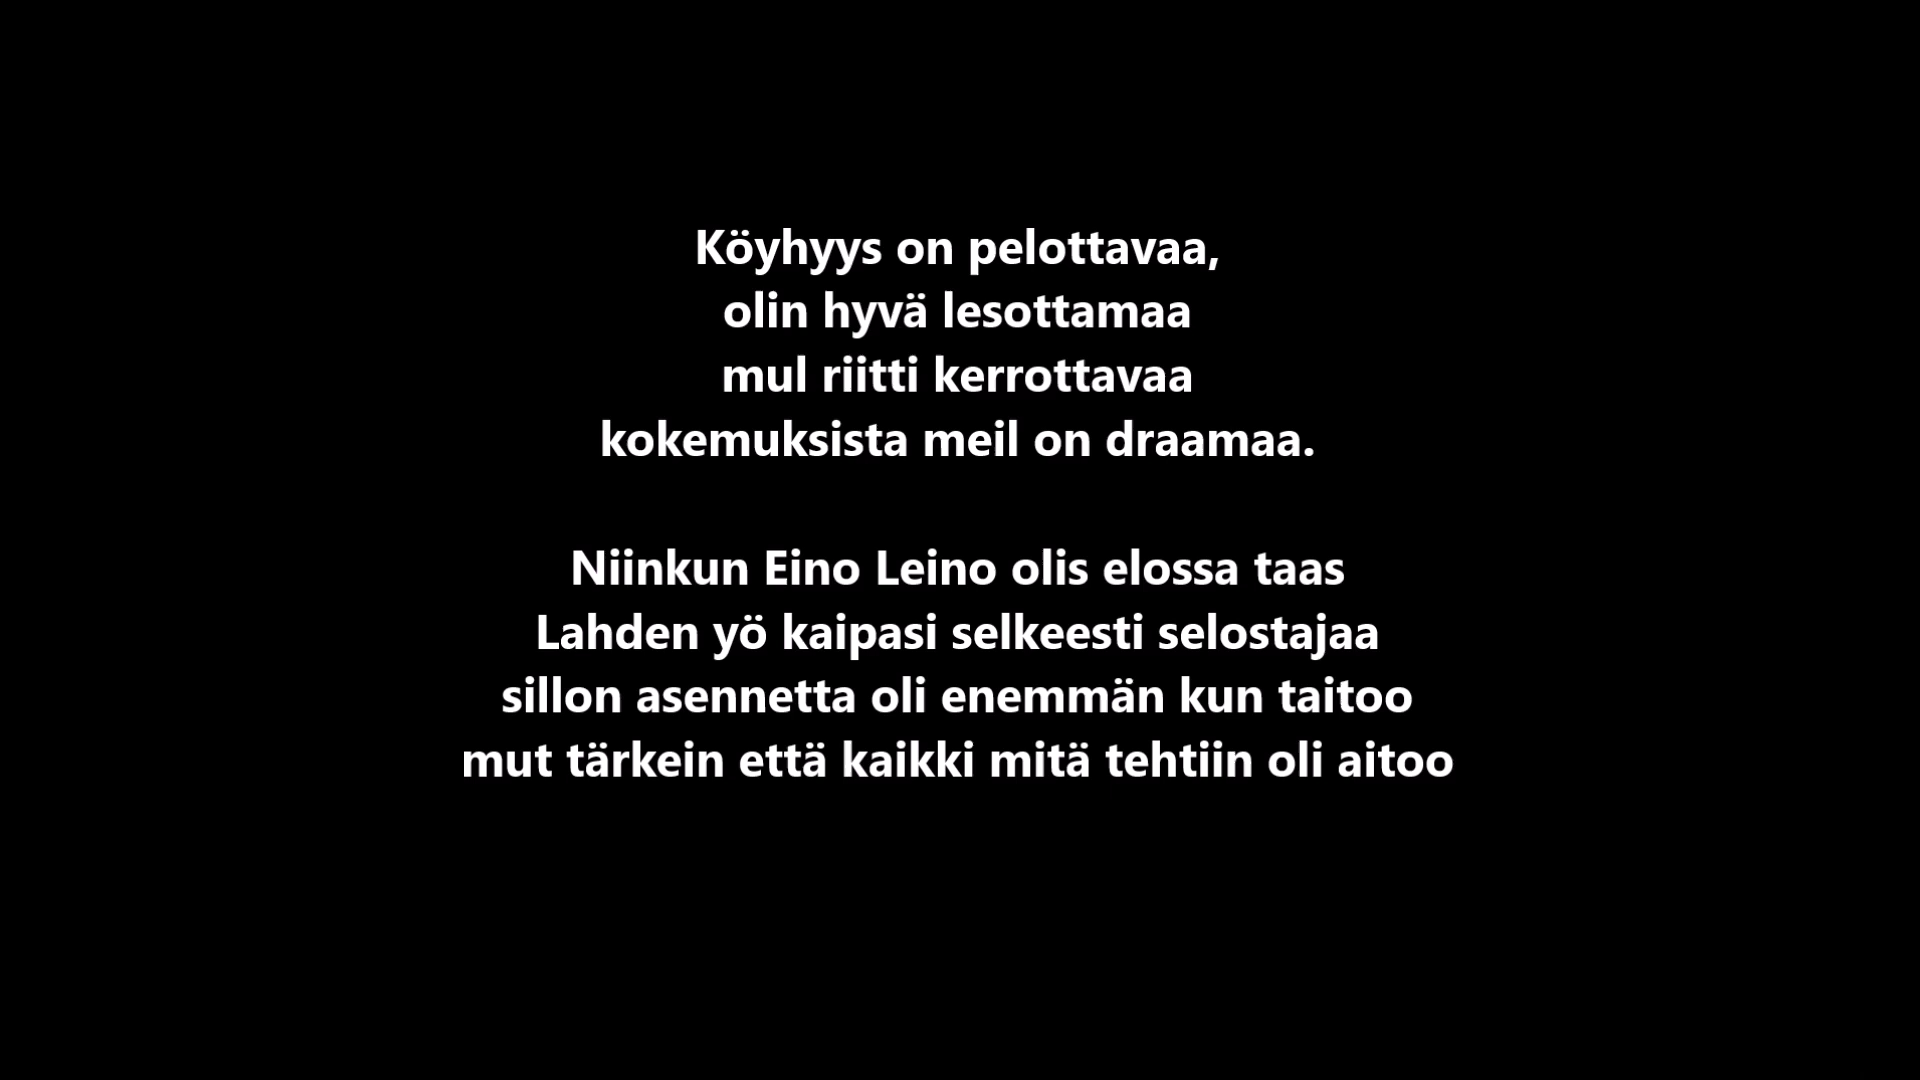 Köyhyys on pelottavaa,
olin hyvä lesottamaa
mul riitti kerrottavaa
kokemuksista meil on draamaa.
Niinkun Eino Leino olis elossa taas
Lahden yö kaipasi selkeesti selostajaa
sillon asennetta oli enemmän kun taitoo
mut tärkein että kaikki mitä tehtiin oli aitoo